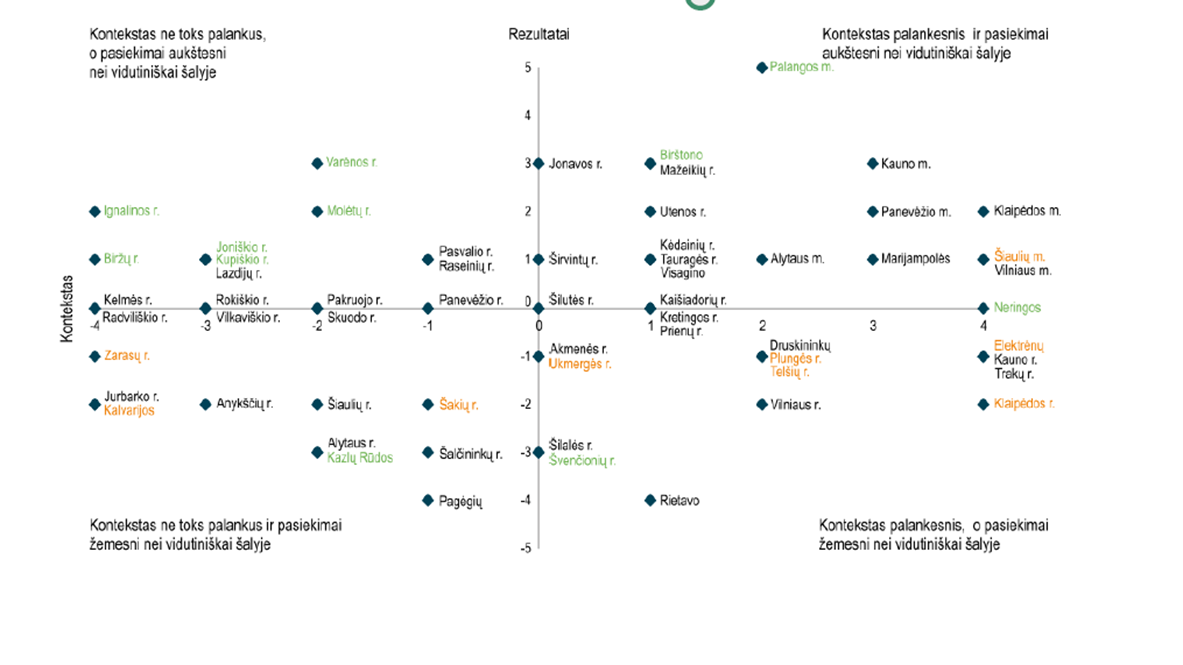 Kontekstas ne toks palankus,
o pasiekimai aukštesni
nei vidutiniškai šalyje
Rezultatai
Kontekstas palankesnis ir pasiekimai
aukštesni nei vidutiniškai šalyje
5
Palangos m.
4
Varėnos r.
3
Jonavos r.
Birštono
Mažeikių r.
Kauno m.
Ignalinos r.
Molėtų r.
2
Utenos r.
Panevėžio m.
Klaipėdos m.
Biržų r.
Joniškio r.
Kupiškio r.
Lazdijų r.
Pasvalio r.
Raseinių r.
1
Širvintų r.
Kėdainių r.
Tauragės r.
Visagino
Alytaus m.
Marijampolės
Šiaulių m.
Vilniaus m.
Kontekstas
Kelmės r.
Radviliškio r.
Rokiškio r.
Vilkaviškio r.
Pakruojo r.
Skuodo r.
Panevėžio r.
0
Šilutės r.
Kaišiadorių r.
Kretingos r.
Prienų r.
Neringos
-4
-3
-2
-1
0
1
2
3
4
Zarasų r.
-1
Akmenės r.
Ukmergės r.
Druskininkų
Plungės r.
Telšių r.
Elektrėnų
Kauno r.
Trakų r.
Jurbarko r.
Kalvarijos
Anykščių r.
Šiaulių r.
Šakių r.
-2
Vilniaus r.
Klaipėdos r.
Alytaus r.
Kazlų Rūdos
Šalčininkų r.
-3
Šilalės r.
Švenčionių r.
Pagėgių
-4
Rietavo
Kontekstas ne toks palankus ir pasiekimai
žemesni nei vidutiniškai šalyje
-5
Kontekstas palankesnis, o pasiekimai
žemesni nei vidutiniškai šalyje